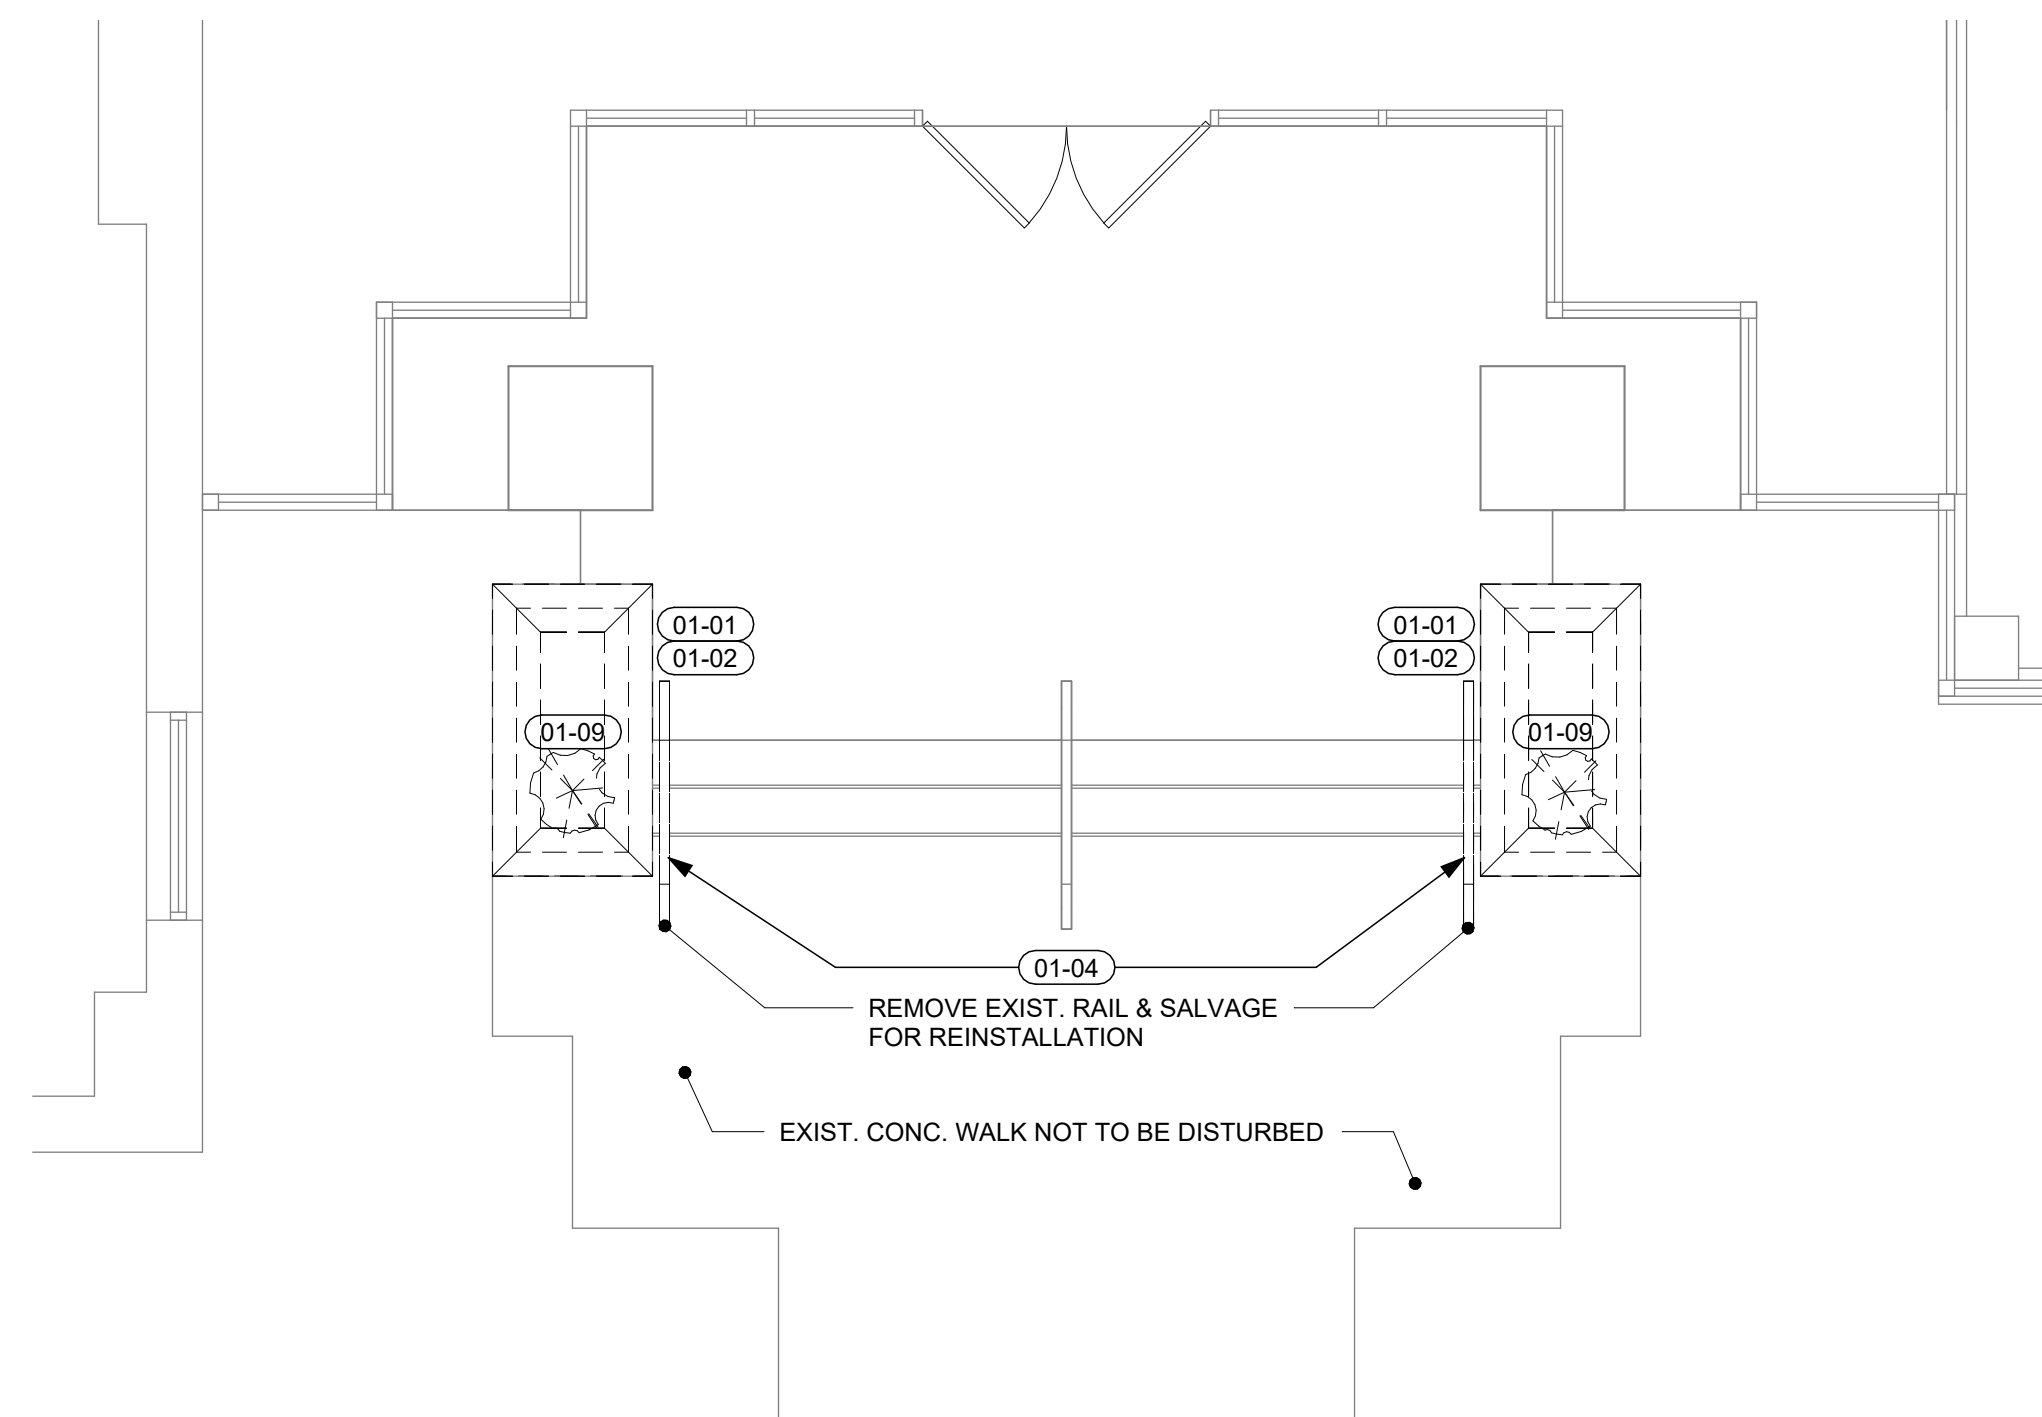 01-01
01-02
01-01
01-02
01-09
01-09
01-04
REMOVE EXIST. RAIL & SALVAGE
FOR REINSTALLATION
EXIST. CONC. WALK NOT TO BE DISTURBED